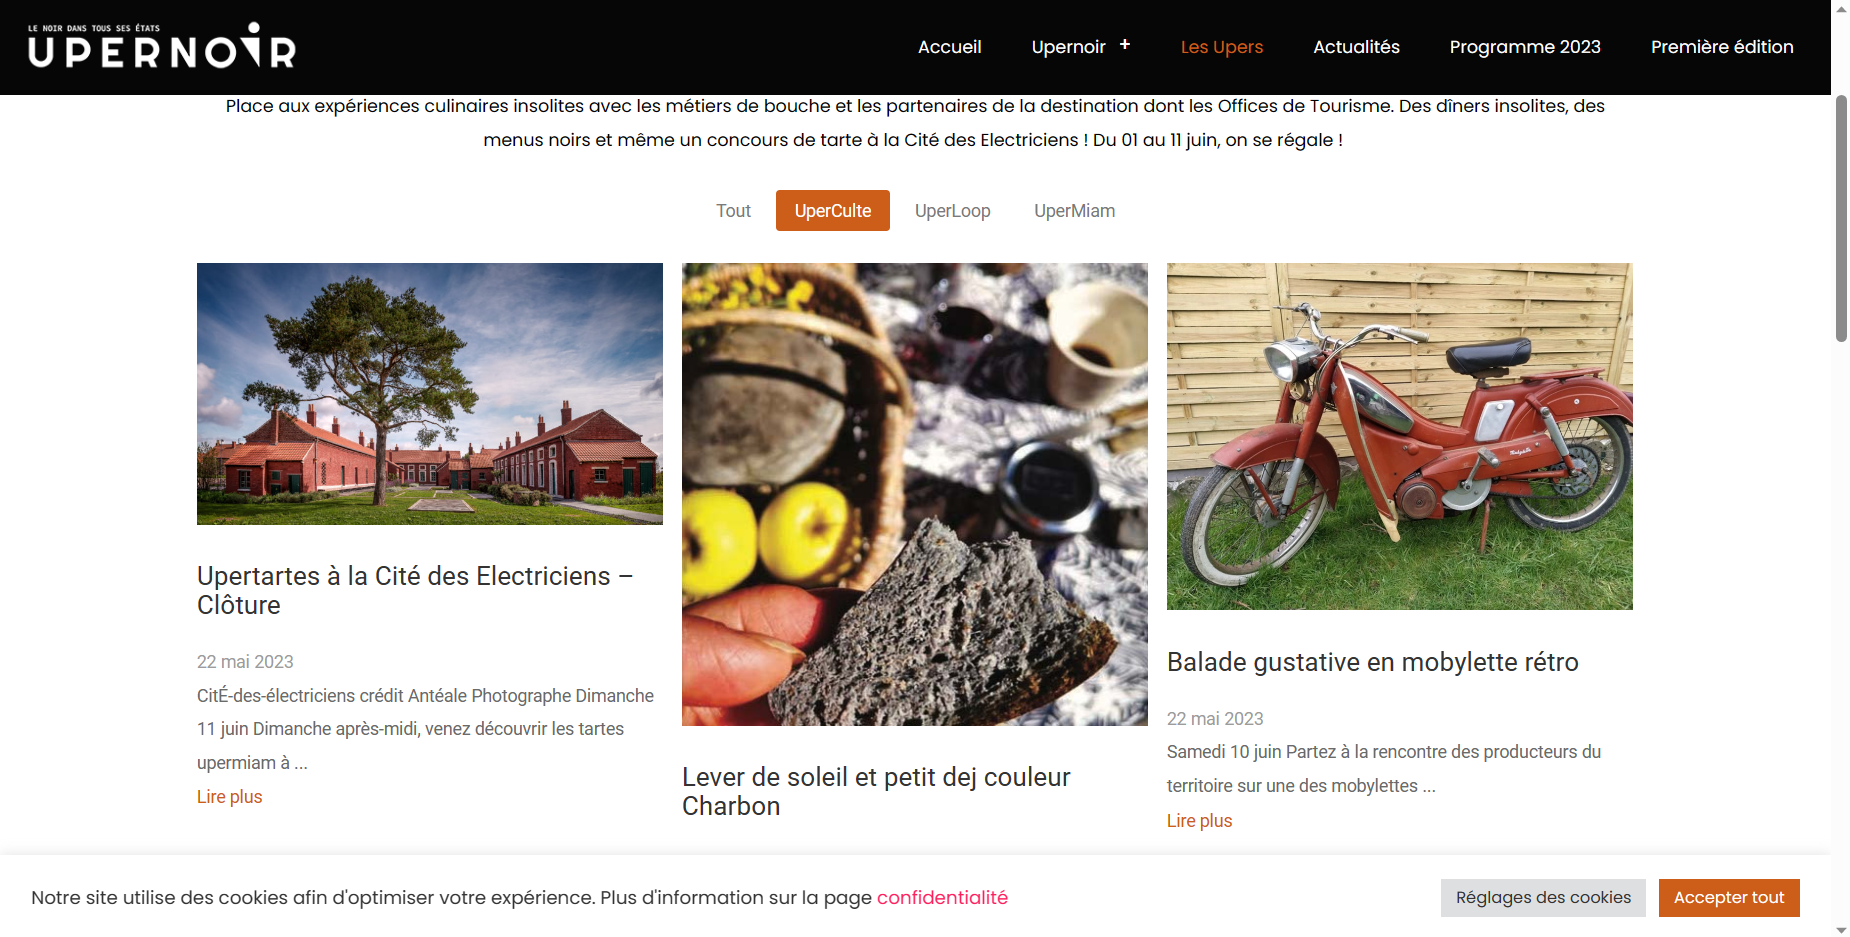 LE NOIR DANS TOUS SES ÉTATS
UPERNOIR
Accueil
Upernoir +
Les Upers
Actualités
Programme 2023
Première édition
Place aux expériences culinaires insolites avec les métiers de bouche et les partenaires de la destination dont les Offices de Tourisme. Des dîners insolites, des
menus noirs et même un concours de tarte à la Cité des Electriciens ! Du 01 au 11 juin, on se régale !
Tout
UperCulte
UperLoop
UperMiam
Upertartes à la Cité des Electriciens –
Clôture
22 mai 2023
CitÉ-des-électriciens crédit Antéale Photographe Dimanche
11 juin Dimanche après-midi, venez découvrir les tartes
upermiam à ...
Lire plus
Lever de soleil et petit dej couleur
Charbon
Balade gustative en mobylette rétro
22 mai 2023
Samedi 10 juin Partez à la rencontre des producteurs du
territoire sur une des mobylettes ...
Lire plus
Notre site utilise des cookies afin d'optimiser votre expérience. Plus d'information sur la page confidentialité
Réglages des cookies
Accepter tout